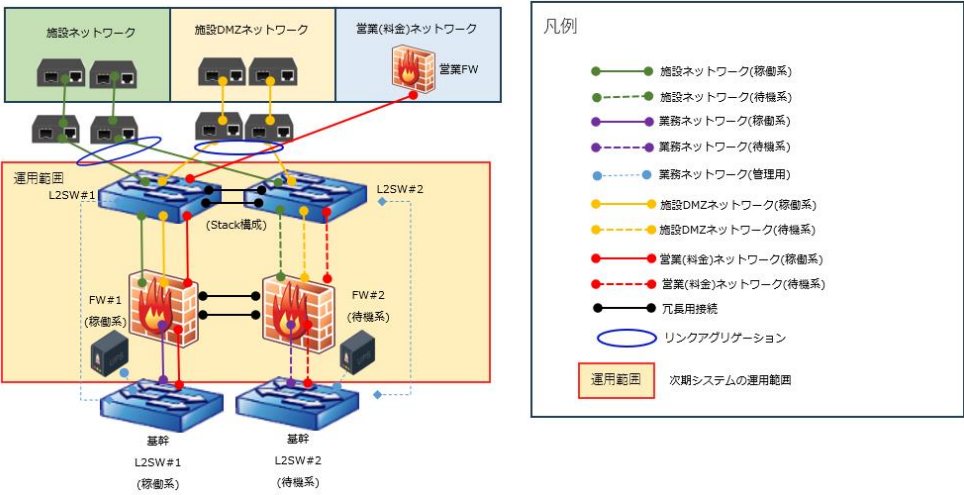 施設ネットワーク
施設DMZネットワーク
営業(料金)ネットワーク
営業FW
運用範囲
L2SW#1
L2SW#2
(Stack構成)
FW#1
(稼働系)
FW#2
(待機系)
UPS
UPS
基幹
L2SW#1
(稼働系)
基幹
L2SW#2
(待機系)
凡例
施設ネットワーク(稼働系)
施設ネットワーク(待機系)
業務ネットワーク(稼働系)
業務ネットワーク(待機系)
業務ネットワーク(管理用)
施設DMZネットワーク(稼働系)
施設DMZネットワーク(待機系)
営業(料金)ネットワーク(稼働系)
営業(料金)ネットワーク(待機系)
冗長用接続
リンクアグリゲーション
運用範囲 次期システムの運用範囲